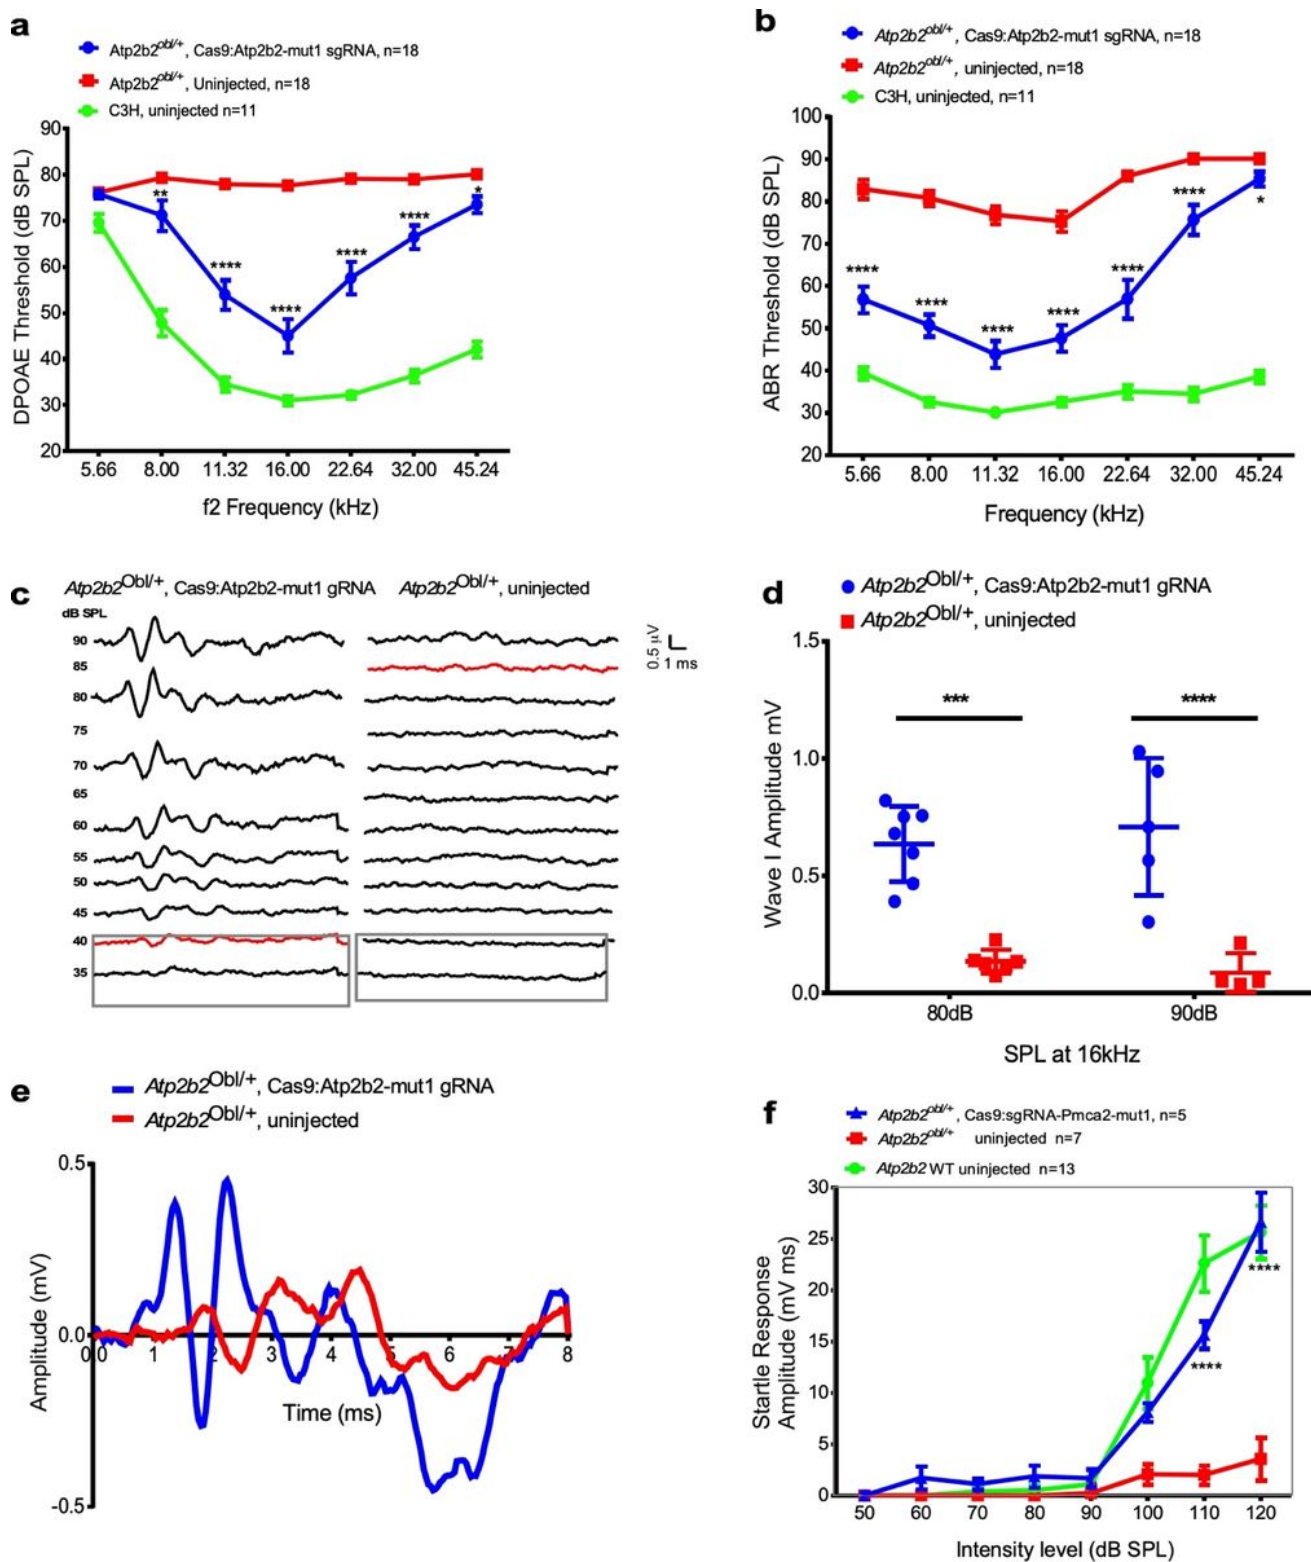 a
Atp2b2obl/+, Cas9:Atp2b2-mut1 sgRNA, n=18
Atp2b2obl/+, Uninjected, n=18
C3H, uninjected n=11
DPOAE Threshold (dB SPL)
90
80
70
60
50
40
30
20
**
****
****
****
****
*
5.66 8.00 11.32 16.00 22.64 32.00 45.24
f2 Frequency (kHz)
b
Atp2b2obl/+, Cas9:Atp2b2-mut1 sgRNA, n=18
Atp2b2obl/+, uninjected, n=18
C3H, uninjected, n=11
ABR Threshold (dB SPL)
100
90
80
70
60
50
40
30
20
****
****
****
****
****
****
*
5.66 8.00 11.32 16.00 22.64 32.00 45.24
Frequency (kHz)
c
Atp2b2Obl/+, Cas9:Atp2b2-mut1 gRNA
Atp2b2Obl/+, uninjected
dB SPL
90
85
80
75
70
65
60
55
50
45
40
35
0.5 µV
1 ms
d
Atp2b2Obl/+, Cas9:Atp2b2-mut1 gRNA
Atp2b2Obl/+, uninjected
Wave I Amplitude mV
1.5
1.0
0.5
0.0
***
****
80dB 90dB
SPL at 16kHz
e
Atp2b2Obl/+, Cas9:Atp2b2-mut1 gRNA
Atp2b2Obl/+, uninjected
Amplitude (mV)
0.5
0.0
-0.5
0 1 2 3 4 5 6 7 8
Time (ms)
f
Atp2b2obl/+, Cas9:sgRNA-Pmca2-mut1, n=5
Atp2b2obl/+ uninjected n=7
Atp2b2 WT uninjected n=13
Startle Response
Amplitude (mV ms)
30
25
20
15
10
5
0
****
****
50 60 70 80 90 100 110 120
Intensity level (dB SPL)